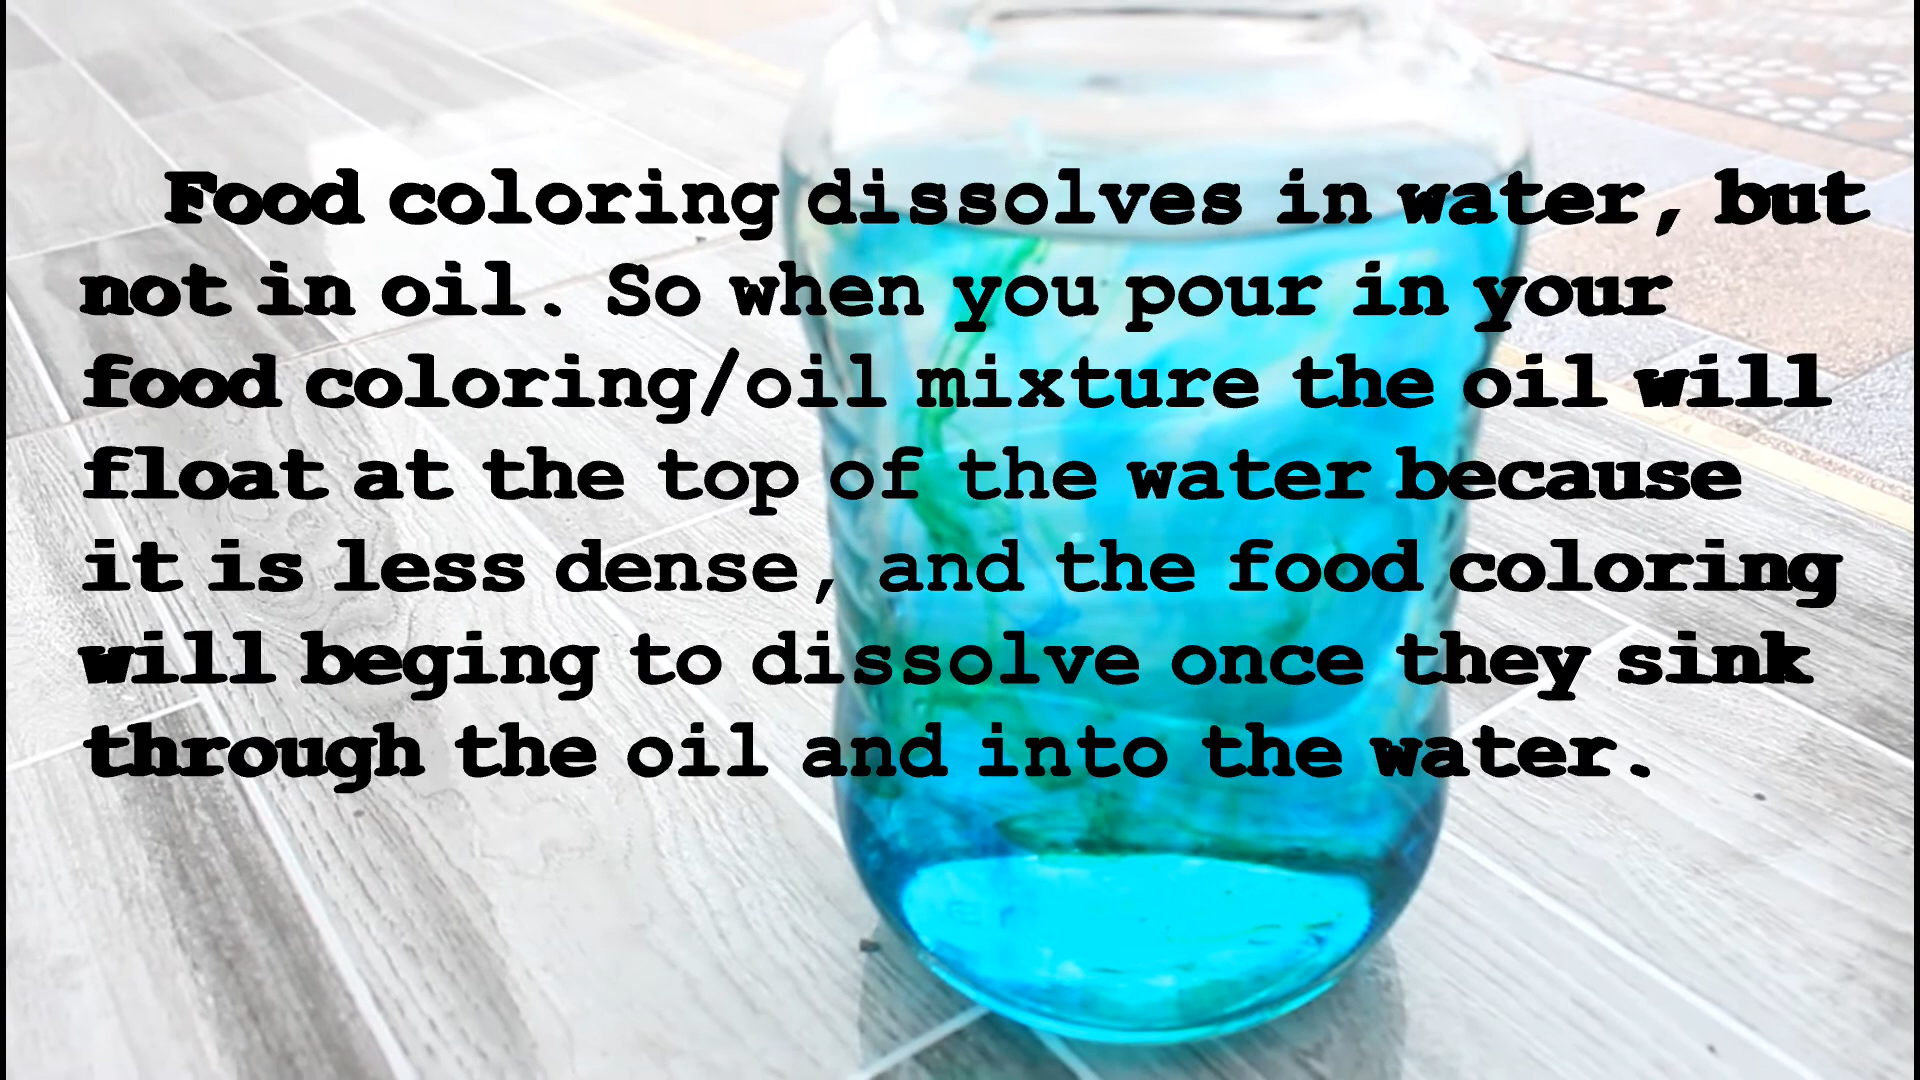 Food coloring dissolves in water, but
not in oil. So when you pour in your
food coloring/oil mixture the oil will
float at the top of the water because
it is less dense, and the food coloring
will beging to dissolve once they sink
through the oil and into the water.